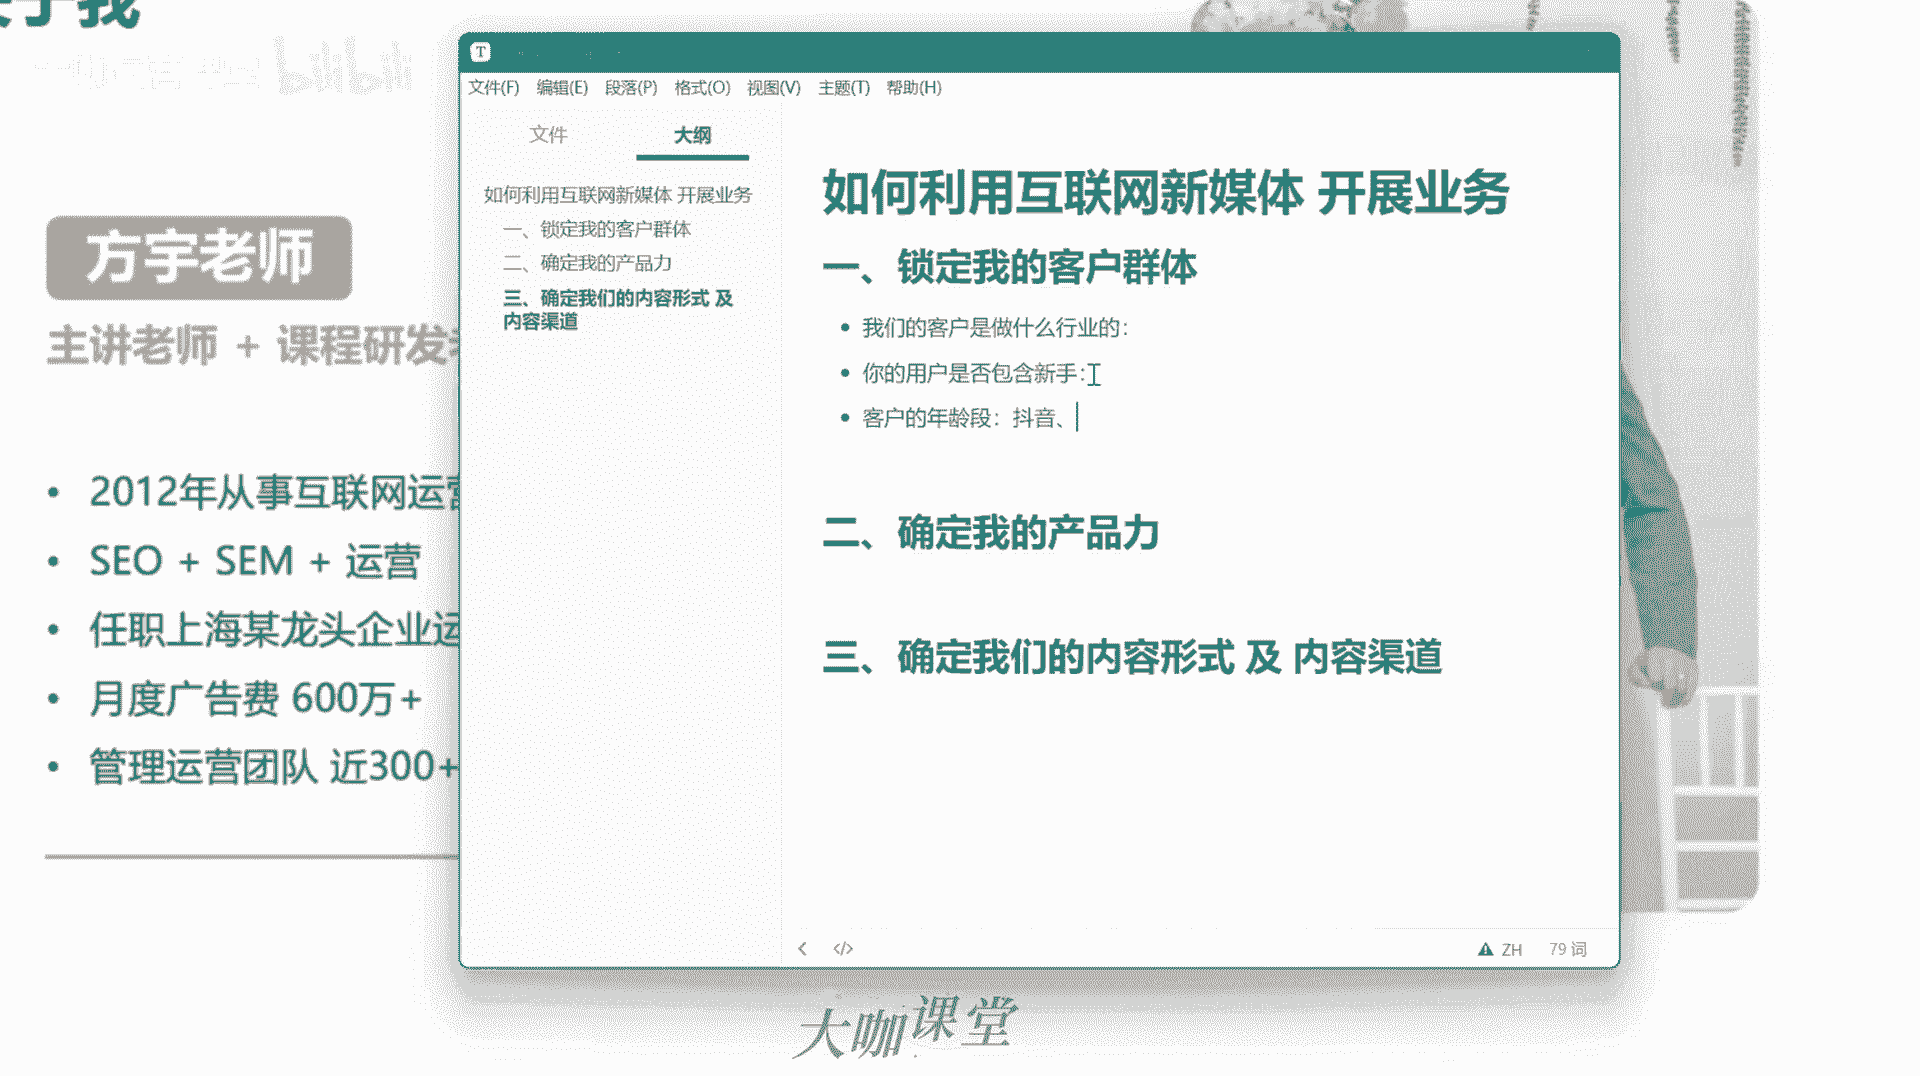 bilibili
方宇老师
主讲老师 + 课程研发
2012年从事互联网运营
SEO + SEM + 运营
任职上海某龙头企业运
月度广告费 600万+
管理运营团队 近300+
T
文件(F) 编辑(E) 段落(P) 格式(O) 视图(V) 主题(T) 帮助(H)
文件 大纲
如何利用互联网新媒体 开展业务
一、锁定我的客户群体
二、确定我的产品力
三、确定我们的内容形式 及
内容渠道
如何利用互联网新媒体 开展业务
一、锁定我的客户群体
我们的客户是做什么行业的：
你的用户是否包含新手：
客户的年龄段：抖音、
二、确定我的产品力
三、确定我们的内容形式 及 内容渠道
ZH 79 词
大咖课堂